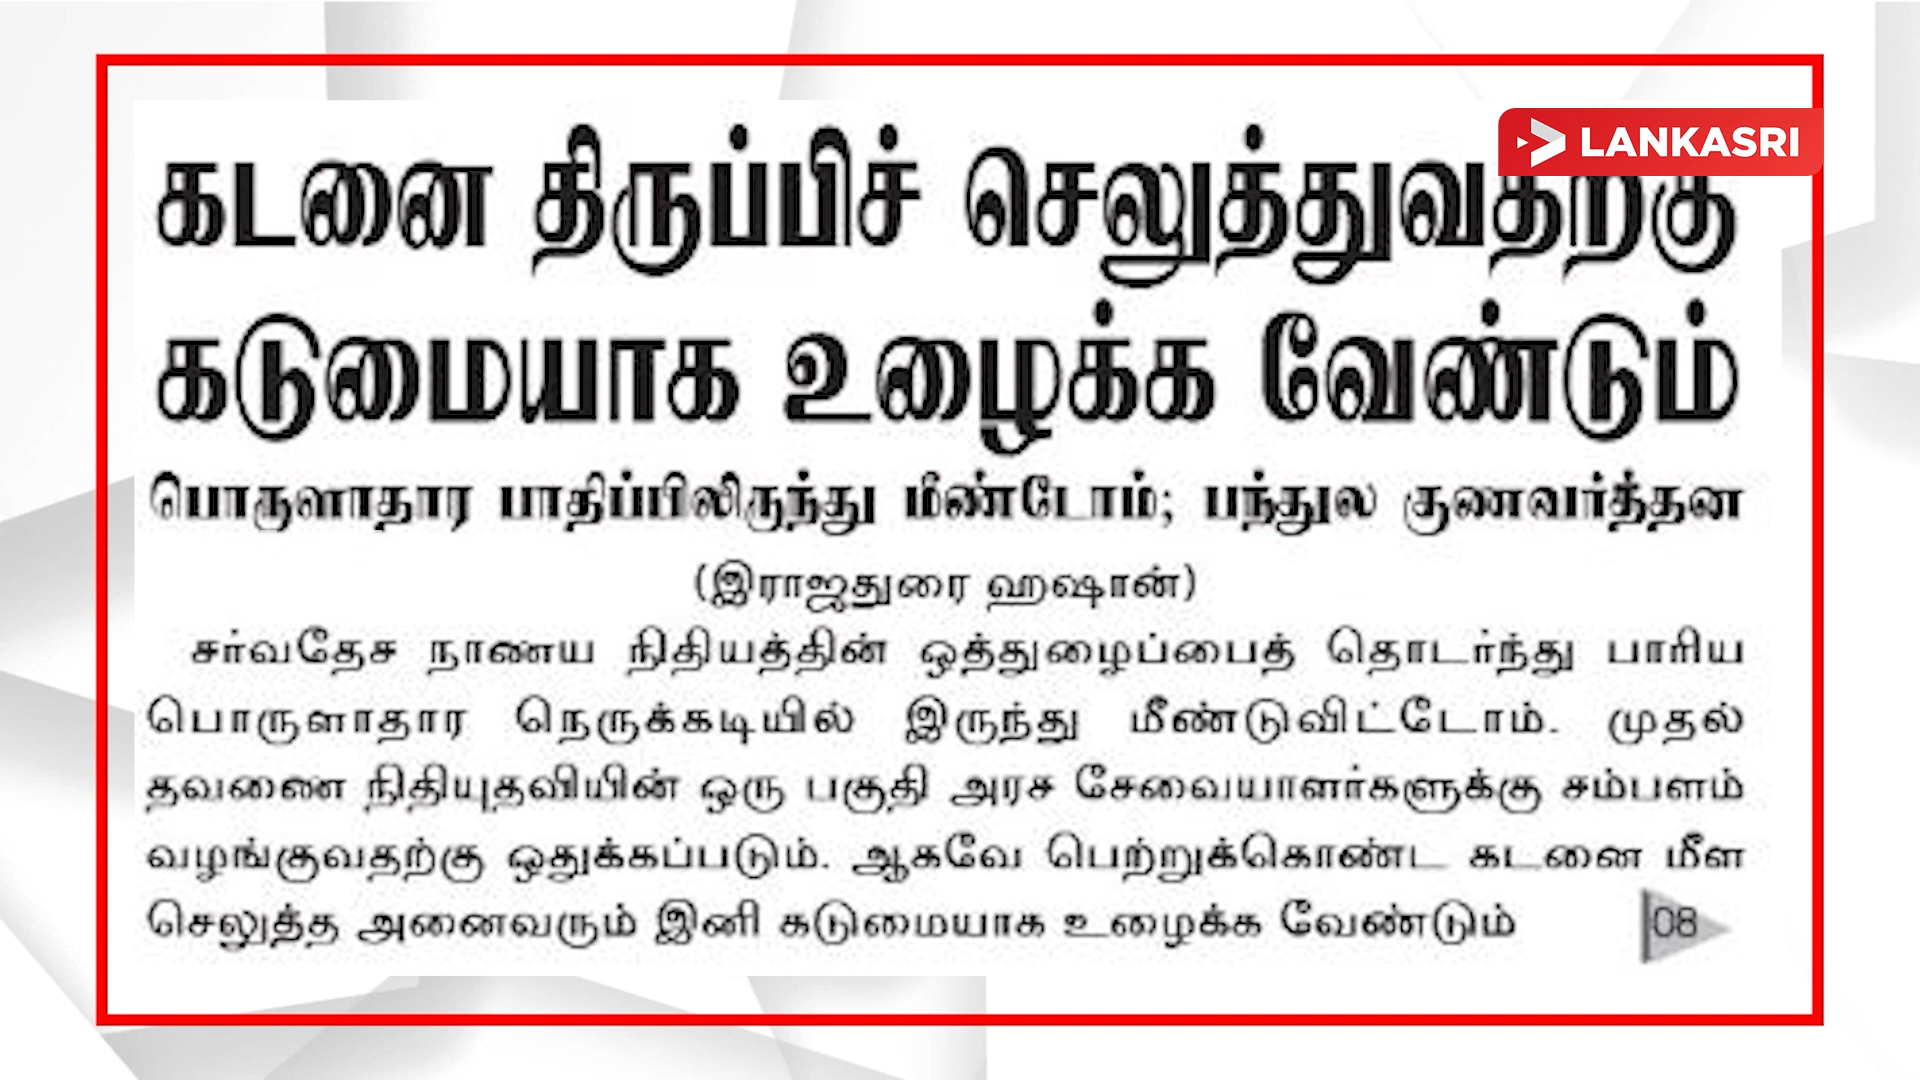 LANKASRI
கடனை திருப்பிச் செலுத்துவதற்கு
கடுமையாக உழைக்க வேண்டும்
பொருளாதார பாதிப்பிலிருந்து மீண்டோம்; பந்துல குணவர்த்தன
(இராஜதுரை ஹஷான்)
சர்வதேச நாணய நிதியத்தின் ஒத்துழைப்பைத் தொடர்ந்து பாரிய
பொருளாதார நெருக்கடியில் இருந்து மீண்டுவிட்டோம். முதல்
தவணை நிதியுதவியின் ஒரு பகுதி அரச சேவையாளர்களுக்கு சம்பளம்
வழங்குவதற்கு ஒதுக்கப்படும். ஆகவே பெற்றுக்கொண்ட கடனை மீள
செலுத்த அனைவரும் இனி கடுமையாக உழைக்க வேண்டும்
08